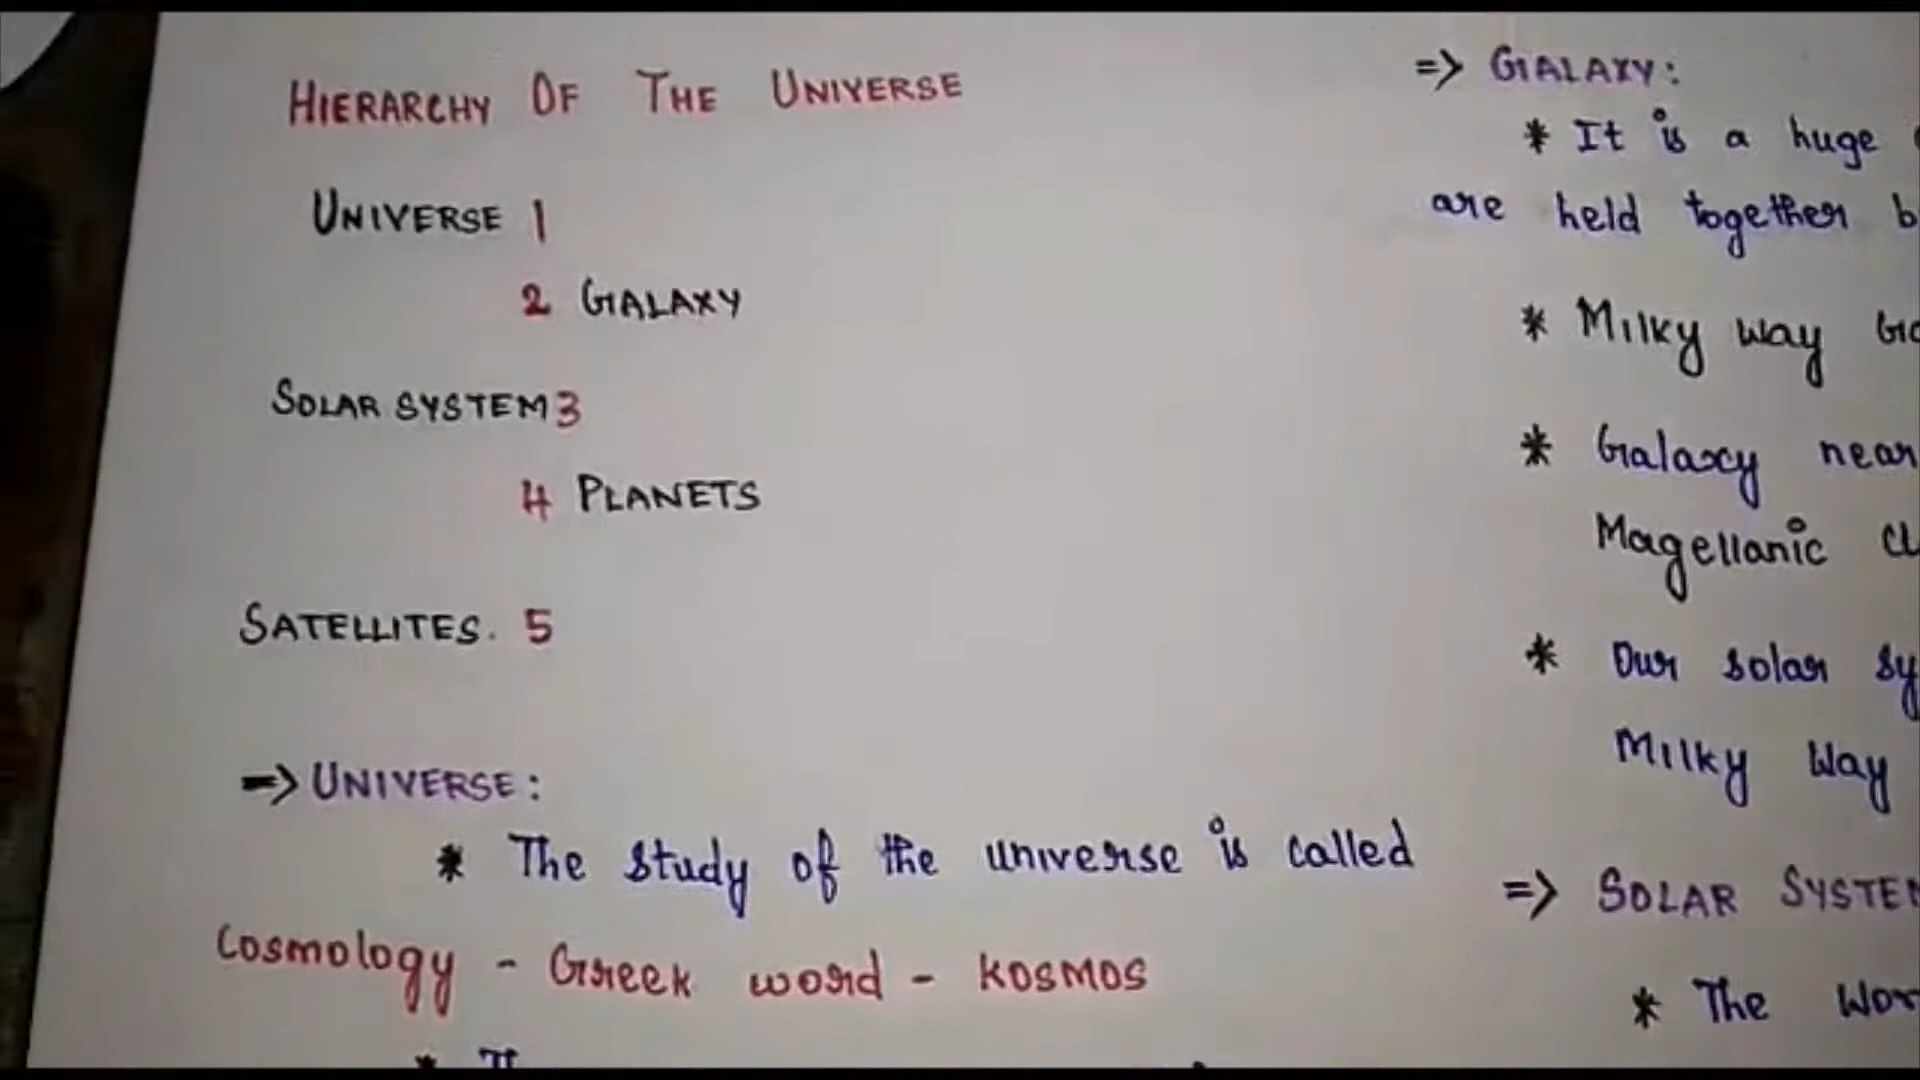 HIERARCHY OF THE UNIVERSE
UNIVERSE 1
2 GALAXY
SOLAR SYSTEM 3
4 PLANETS
SATELLITES. 5
=> UNIVERSE:
* The study of the universe is called
Cosmology - Greek word - KOSMOS
=> GALAXY:
* It is a huge
are held together
* Milky way
* Galaxy near
Magellanic
* Our solar
Milky Way
=> SOLAR SYSTEM
* The